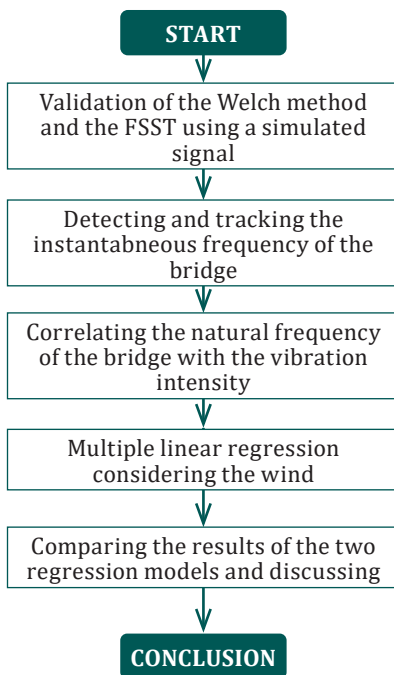 START
Validation of the Welch method
and the FSST using a simulated
signal
Detecting and tracking the
instantabneous frequency of the
bridge
Correlating the natural frequency
of the bridge with the vibration
intensity
Multiple linear regression
considering the wind
Comparing the results of the two
regression models and discussing
CONCLUSION